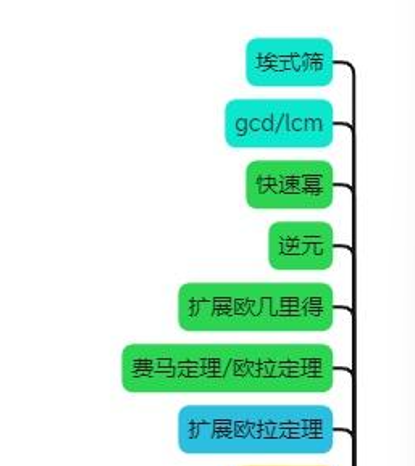 埃式筛
gcd/lcm
快速幂
逆元
扩展欧几里得
费马定理/欧拉定理
扩展欧拉定理